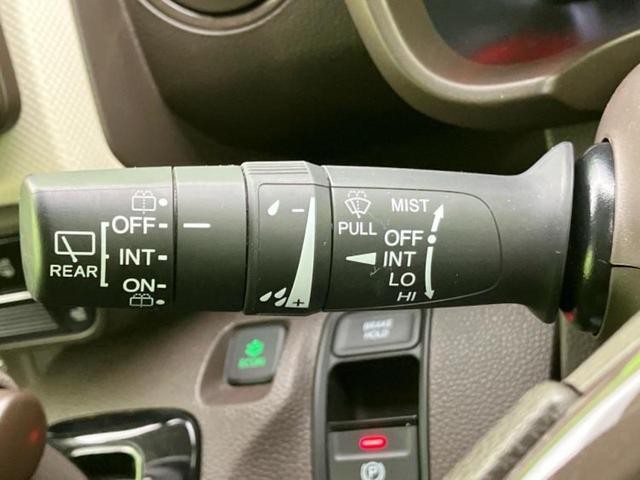 OFF
INT
ON
REAR
-
+
PULL
MIST
OFF
INT
LO
HI
BRAKE
HOLD
ECON
P